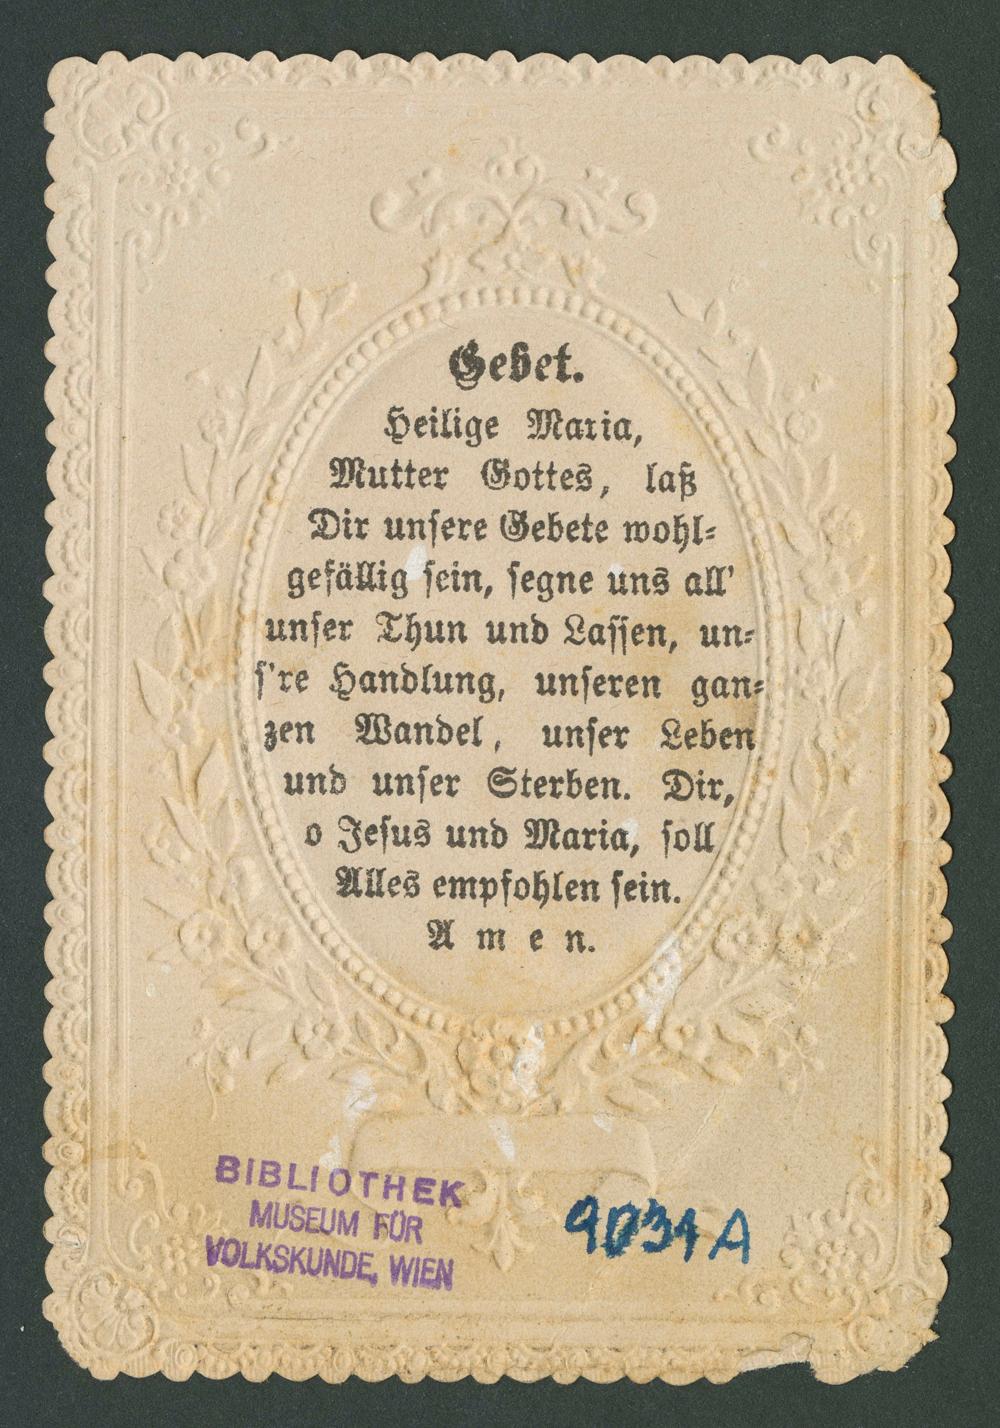 Gebet.
Heilige Maria,
Mutter Gottes, laß
Dir unsere Gebete wohl-
gefällig sein, segne uns all'
unser Thun und Lassen, un-
s're Handlung, unseren gan-
zen Wandel, unser Leben
und unser Sterben. Dir,
o Jesus und Maria, soll
Alles empfohlen sein.
Amen.
BIBLIOTHEK
MUSEUM FÜR
VOLKSKUNDE, WIEN
9034 A